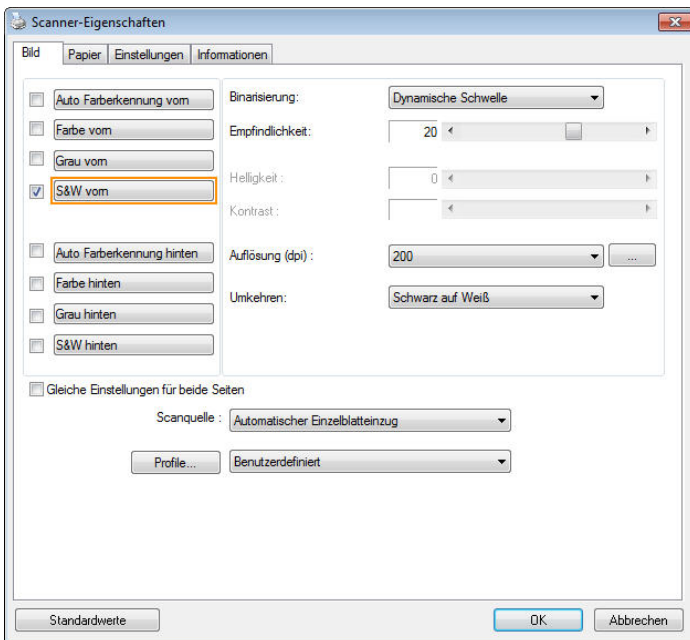 Scanner-Eigenschaften
Bild Papier Einstellungen Informationen
Auto Farberkennung vorn
Farbe vorn
Grau vorn
S&W vorn
Auto Farberkennung hinten
Farbe hinten
Grau hinten
S&W hinten
Binarisierung: Dynamische Schwelle
Empfindlichkeit: 20
Helligkeit : 0
Kontrast :
Auflösung (dpi) : 200 ...
Umkehren: Schwarz auf Weiß
Gleiche Einstellungen für beide Seiten
Scanquelle : Automatischer Einzelblatteinzug
Profile... Benutzerdefiniert
Standardwerte OK Abbrechen